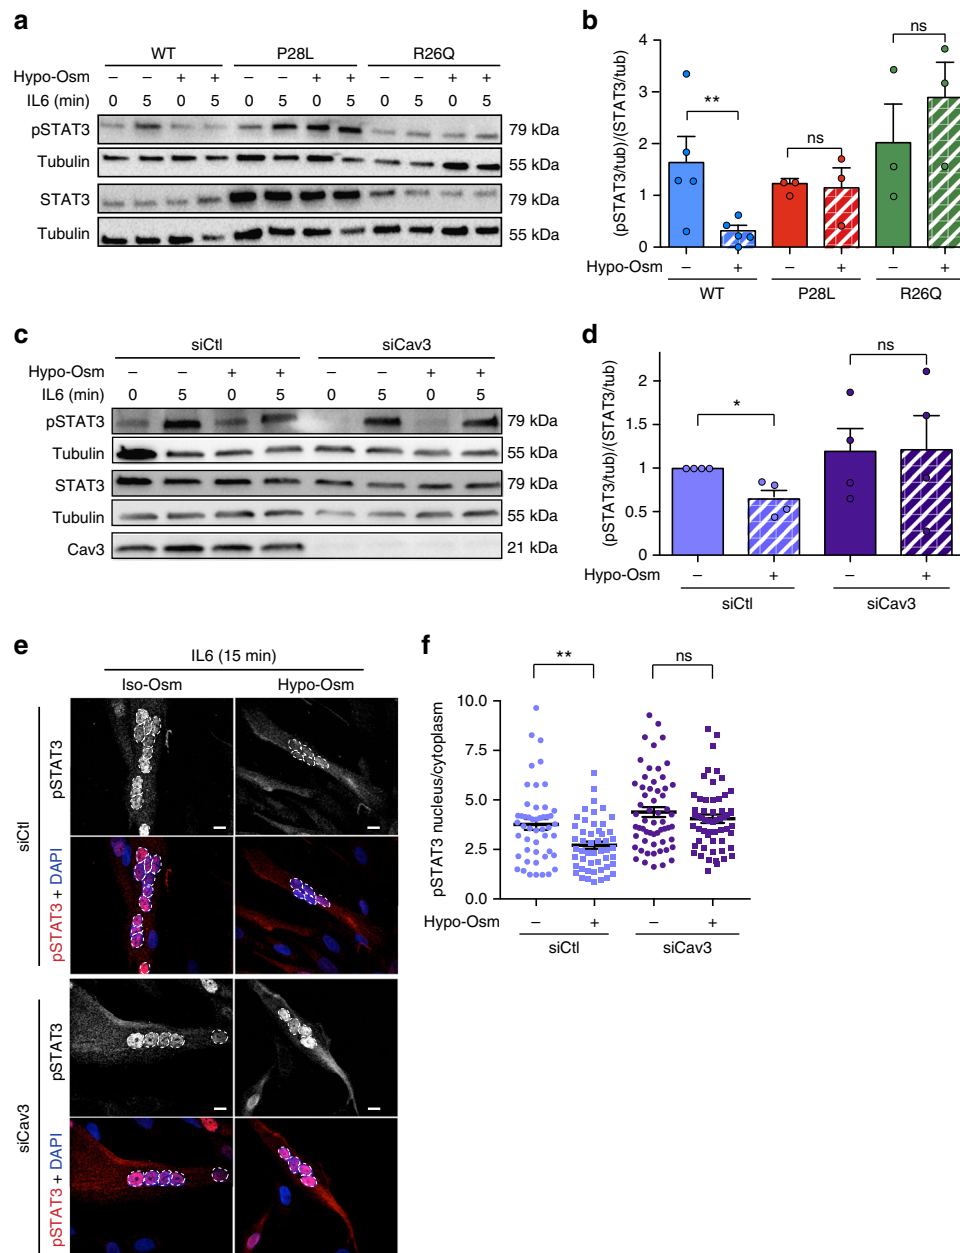 a
WT P28L R26Q
Hypo-Osm – – + + – – + + – – + +
IL6 (min) 0 5 0 5 0 5 0 5 0 5 0 5
pSTAT3 79 kDa
Tubulin 55 kDa
STAT3 79 kDa
Tubulin 55 kDa
b
(pSTAT3/tub)/(STAT3/tub)
4
3
2
1
0
** ns ns
Hypo-Osm – + – + – +
WT P28L R26Q
c
siCtl siCav3
Hypo-Osm – – + + – – + +
IL6 (min) 0 5 0 5 0 5 0 5
pSTAT3 79 kDa
Tubulin 55 kDa
STAT3 79 kDa
Tubulin 55 kDa
Cav3 21 kDa
d
(pSTAT3/tub)/(STAT3/tub)
2
1.5
1
0.5
0
* ns
Hypo-Osm – + – +
siCtl siCav3
e
IL6 (15 min)
Iso-Osm Hypo-Osm
siCtl
pSTAT3
pSTAT3 + DAPI
siCav3
pSTAT3
pSTAT3 + DAPI
f
** ns
pSTAT3 nucleus/cytoplasm
10.0
7.5
5.0
2.5
0.0
Hypo-Osm – + – +
siCtl siCav3